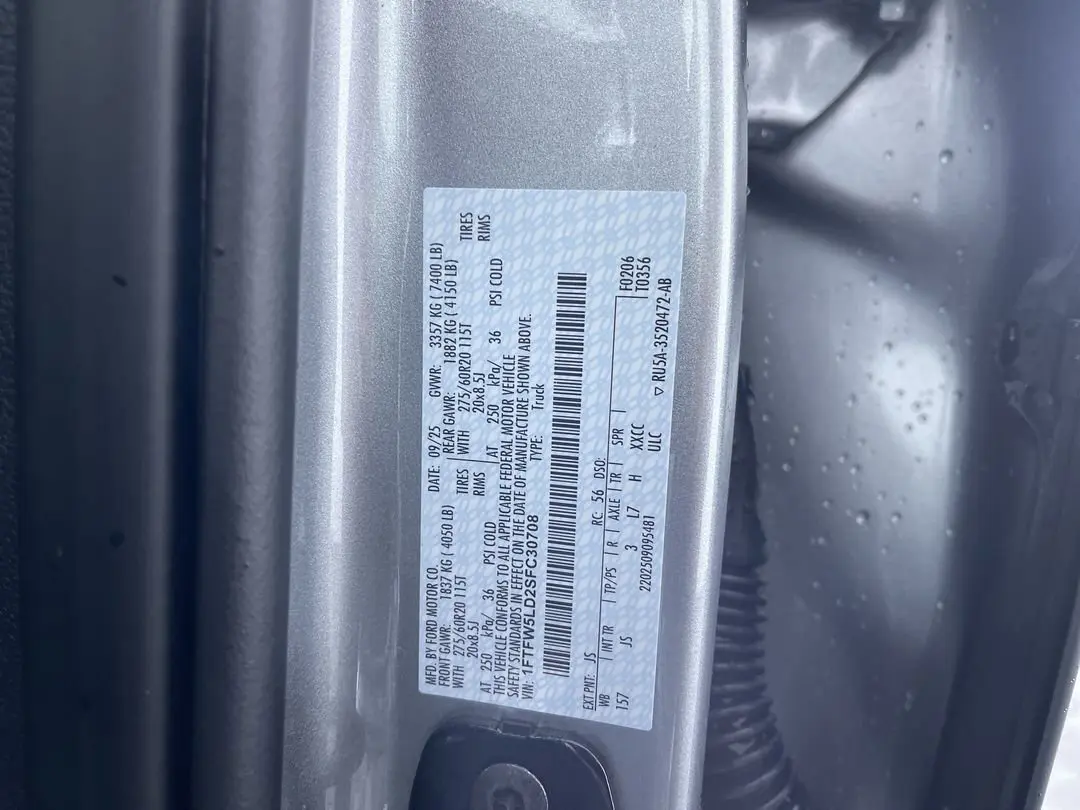 MFD. BY FORD MOTOR CO. DATE: 09/25 GVWR: 3357 KG ( 7400 LB)
FRONT GAWR: 1837 KG ( 4050 LB) REAR GAWR: 1882 KG ( 4150 LB)
WITH 275/60R20 115T TIRES WITH 275/60R20 115T TIRES
20x8.5J RIMS 20x8.5J RIMS
AT 250 kPa/ 36 PSI COLD AT 250 kPa/ 36 PSI COLD
THIS VEHICLE CONFORMS TO ALL APPLICABLE FEDERAL MOTOR VEHICLE
SAFETY STANDARDS IN EFFECT ON THE DATE OF MANUFACTURE SHOWN ABOVE.
VIN: 1FTFW5LD2SFC30708 TYPE: Truck
EXT PNT: JS RC: 56 DSO: F0206
WB INT TR TP/PS R AXLE TR SPR T0356
157 JS 3 L7 H XXCC
2202509095481 ULC ▽ RU5A-3520472-AB